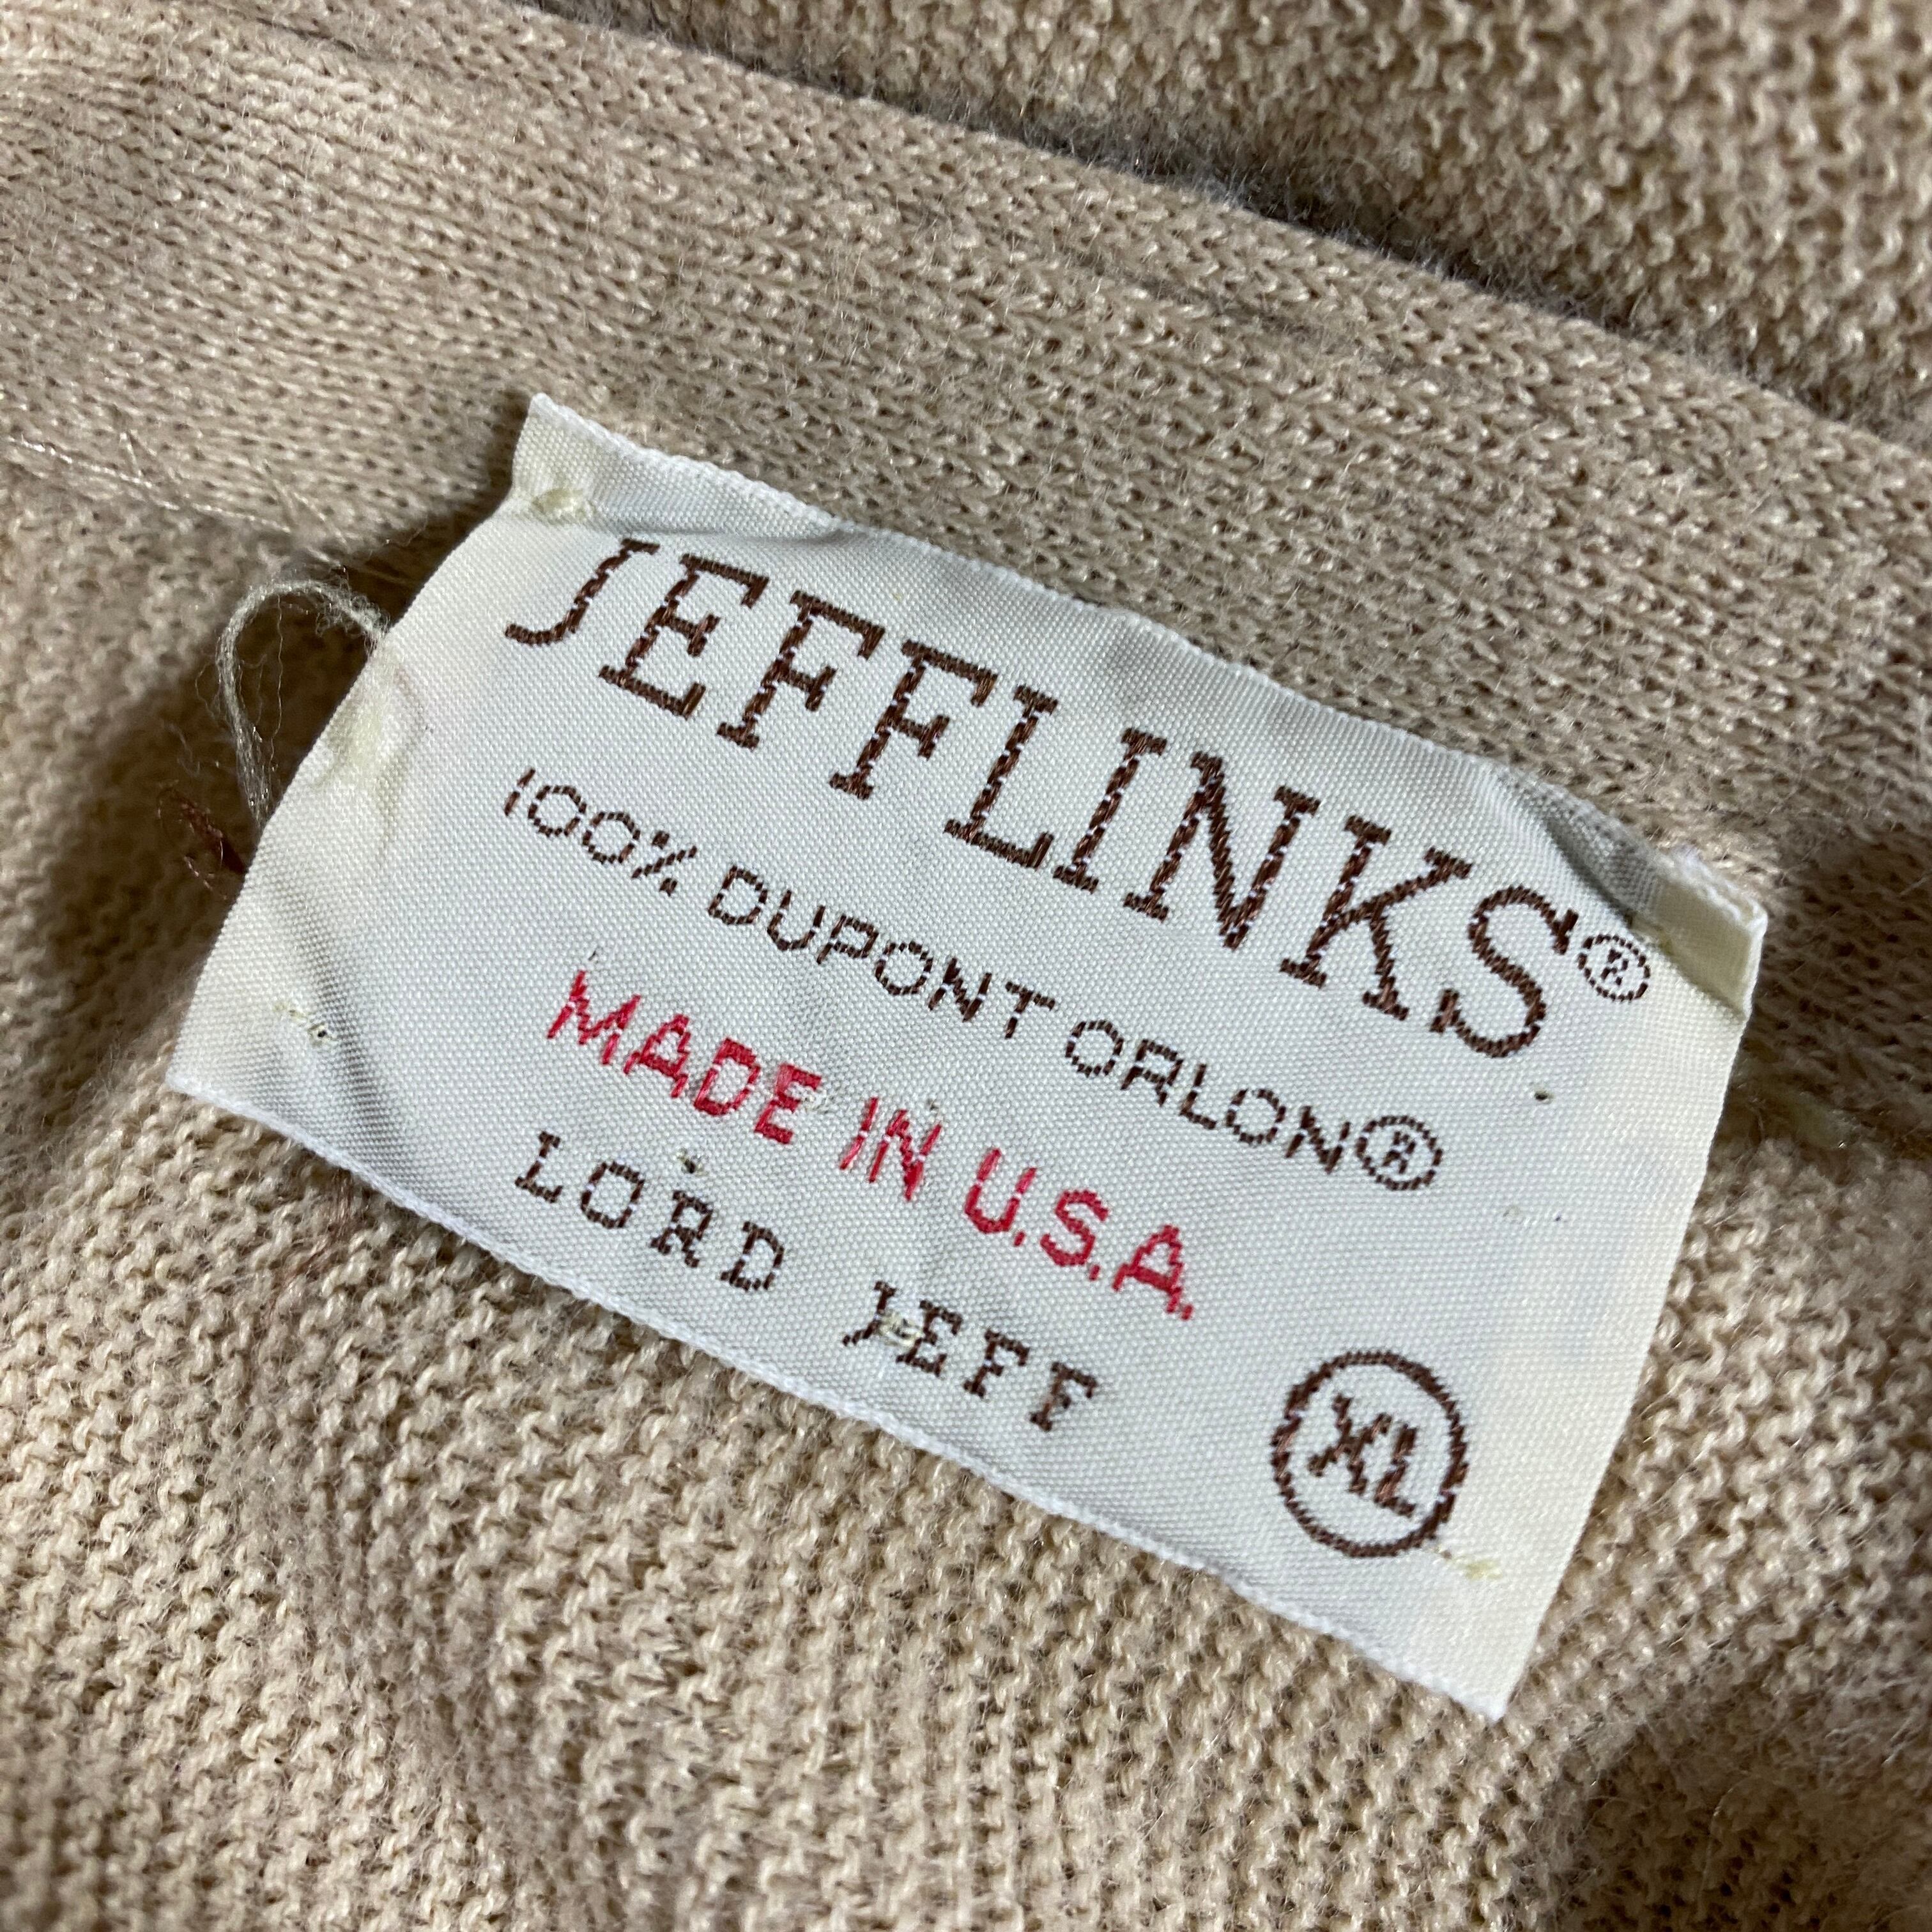 JEFFLINKS®
100% DUPONT ORLON®
MADE IN U.S.A.
LORD JEFF
XL